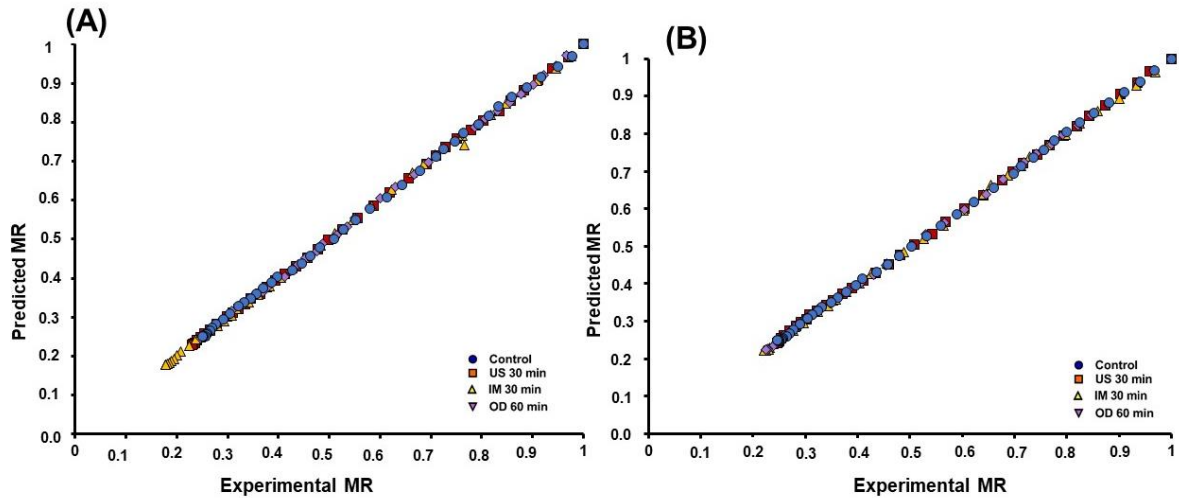 (A)
1
0.9
0.8
0.7
0.6
0.5
0.4
0.3
0.2
0.1
0.0
Predicted MR
0 0.1 0.2 0.3 0.4 0.5 0.6 0.7 0.8 0.9 1
Experimental MR
Control
US 30 min
IM 30 min
OD 60 min
(B)
1
0.9
0.8
0.7
0.6
0.5
0.4
0.3
0.2
0.1
0.0
Predicted MR
0 0.1 0.2 0.3 0.4 0.5 0.6 0.7 0.8 0.9 1
Experimental MR
Control
US 30 min
IM 30 min
OD 60 min